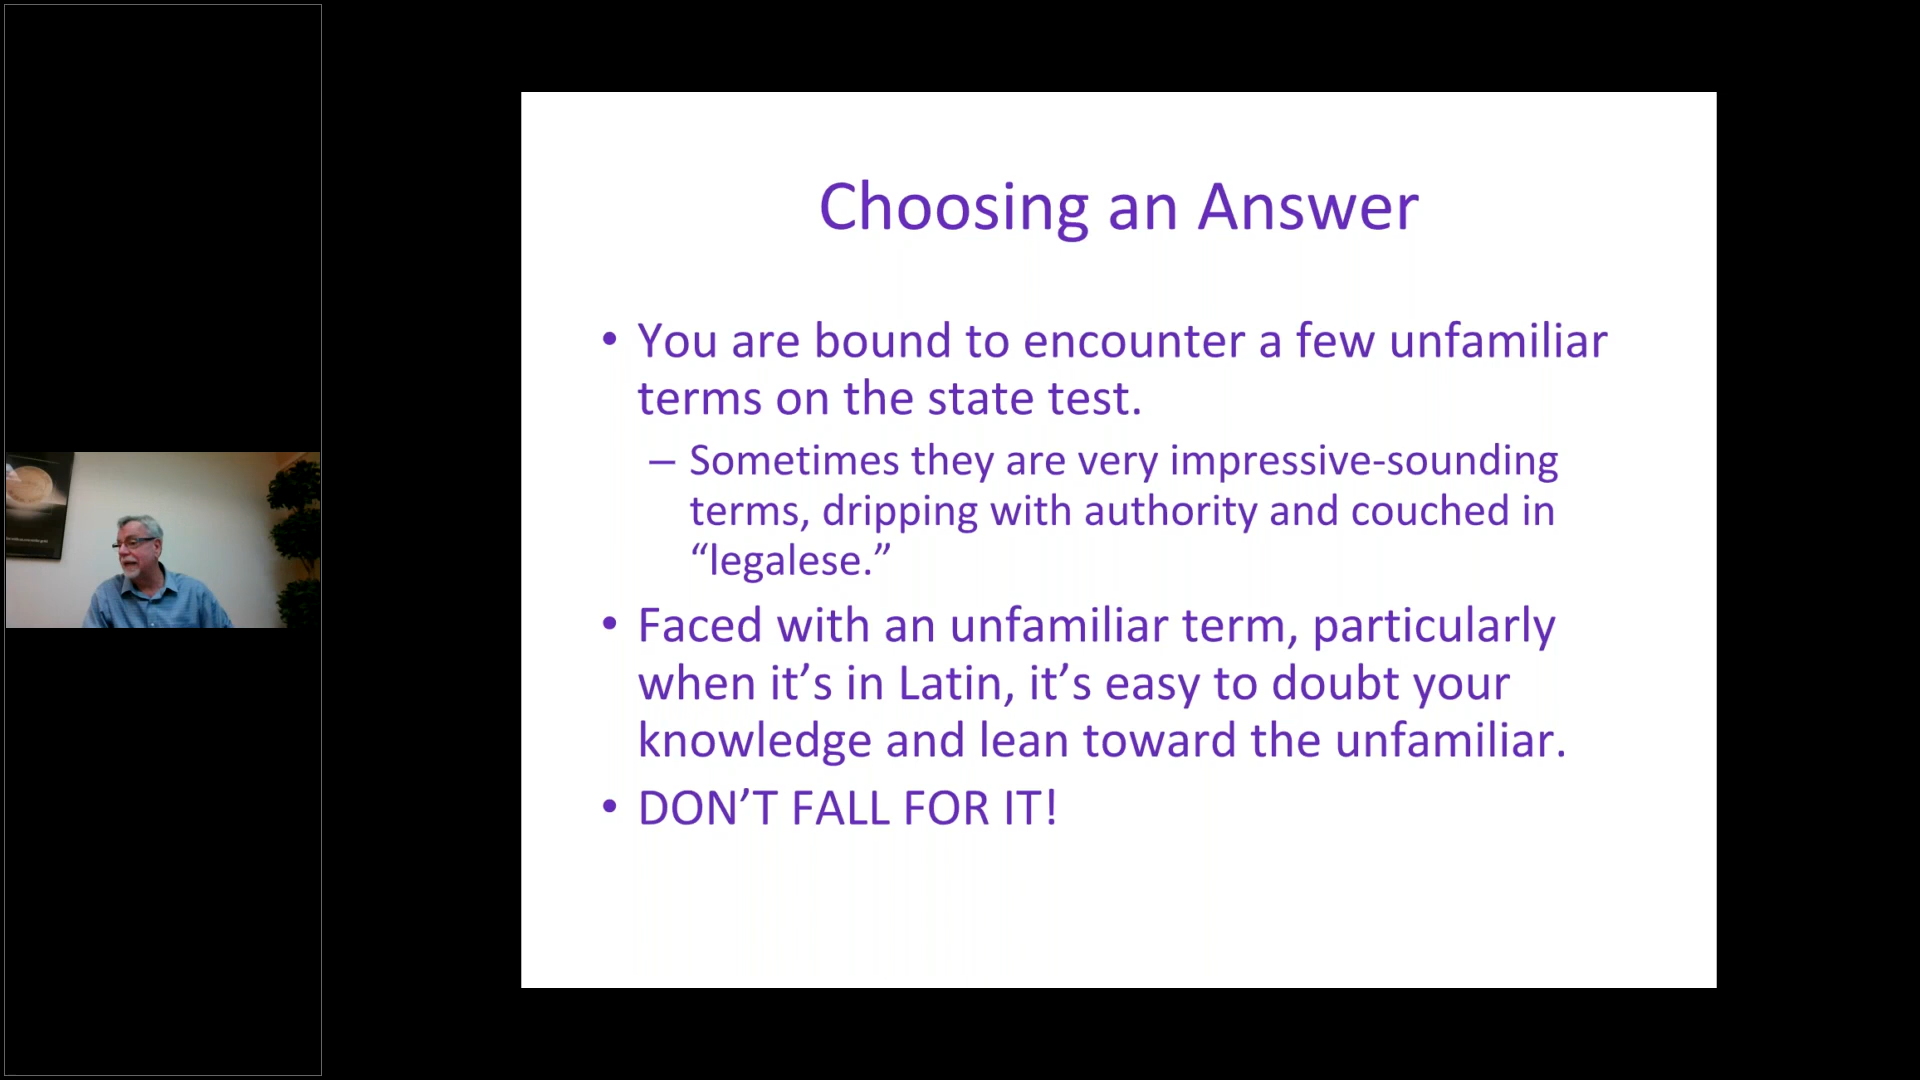 Choosing an Answer
• You are bound to encounter a few unfamiliar
terms on the state test.
– Sometimes they are very impressive-sounding
terms, dripping with authority and couched in
“legalese.”
• Faced with an unfamiliar term, particularly
when it’s in Latin, it’s easy to doubt your
knowledge and lean toward the unfamiliar.
• DON’T FALL FOR IT!